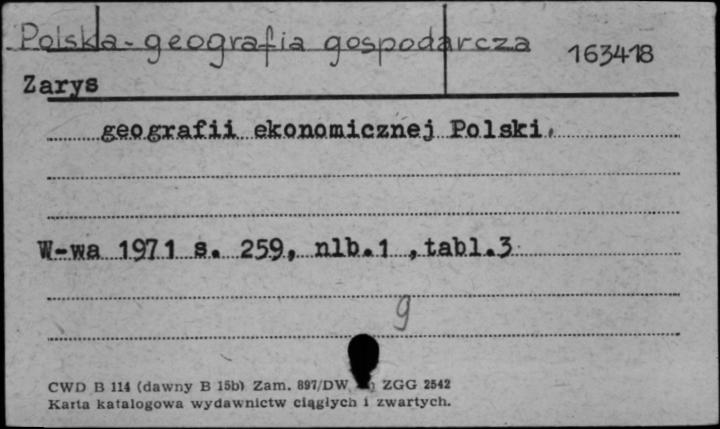 Polska - geografia gospodarcza 163418
Zarys
geografii ekonomicznej Polski.
W-wa 1971 s. 259, nlb.1 ,tabl.3
g
CWD B 114 (dawny B 15b) Zam. 897/DW ZGG 2542
Karta katalogowa wydawnictw ciągłych i zwartych.